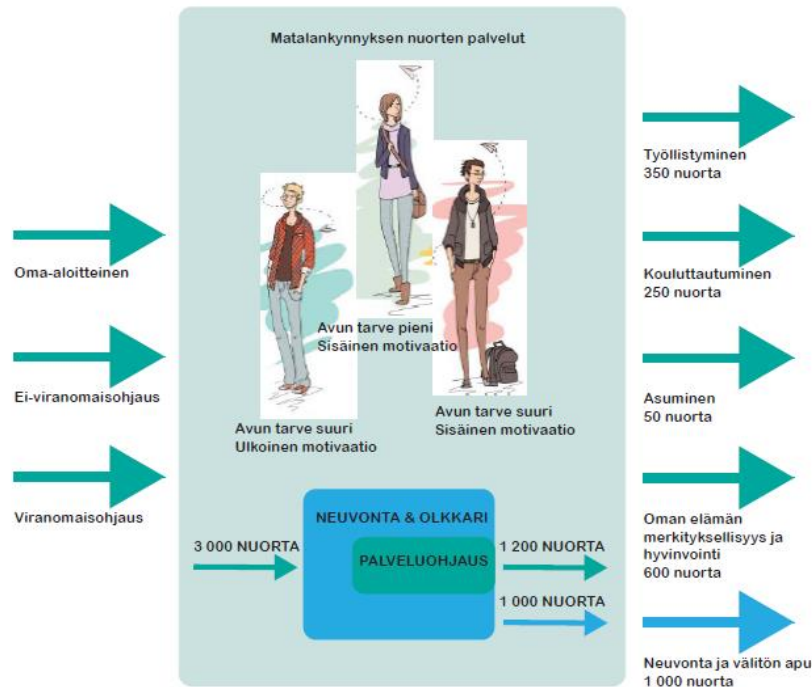 Matalankynnyksen nuorten palvelut
Oma-aloitteinen
Ei-viranomaisohjaus
Viranomaisohjaus
Avun tarve pieni
Sisäinen motivaatio
Avun tarve suuri
Ulkoinen motivaatio
Avun tarve suuri
Sisäinen motivaatio
3 000 NUORTA
NEUVONTA & OLKKARI
PALVELUOHJAUS
1 200 NUORTA
1 000 NUORTA
Työllistyminen
350 nuorta
Kouluttautuminen
250 nuorta
Asuminen
50 nuorta
Oman elämän
merkityksellisyys ja
hyvinvointi
600 nuorta
Neuvonta ja välitön apu
1 000 nuorta